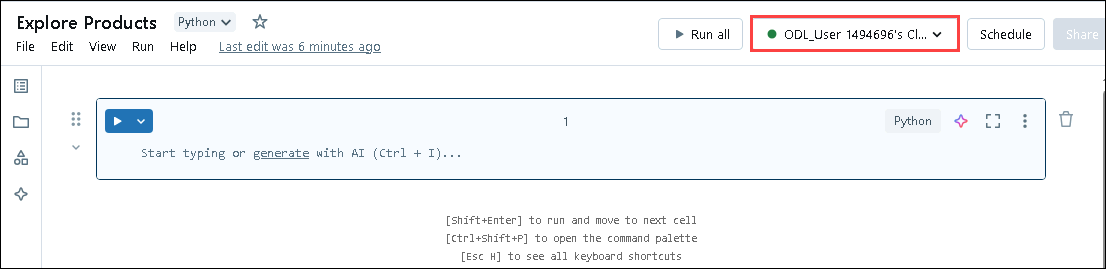 Explore Products Python
File Edit View Run Help Last edit was 6 minutes ago
Run all ODL_User 1494696's Cl... Schedule Share
1 Python
Start typing or generate with AI (Ctrl + I)...
[Shift+Enter] to run and move to next cell
[Ctrl+Shift+P] to open the command palette
[Esc H] to see all keyboard shortcuts